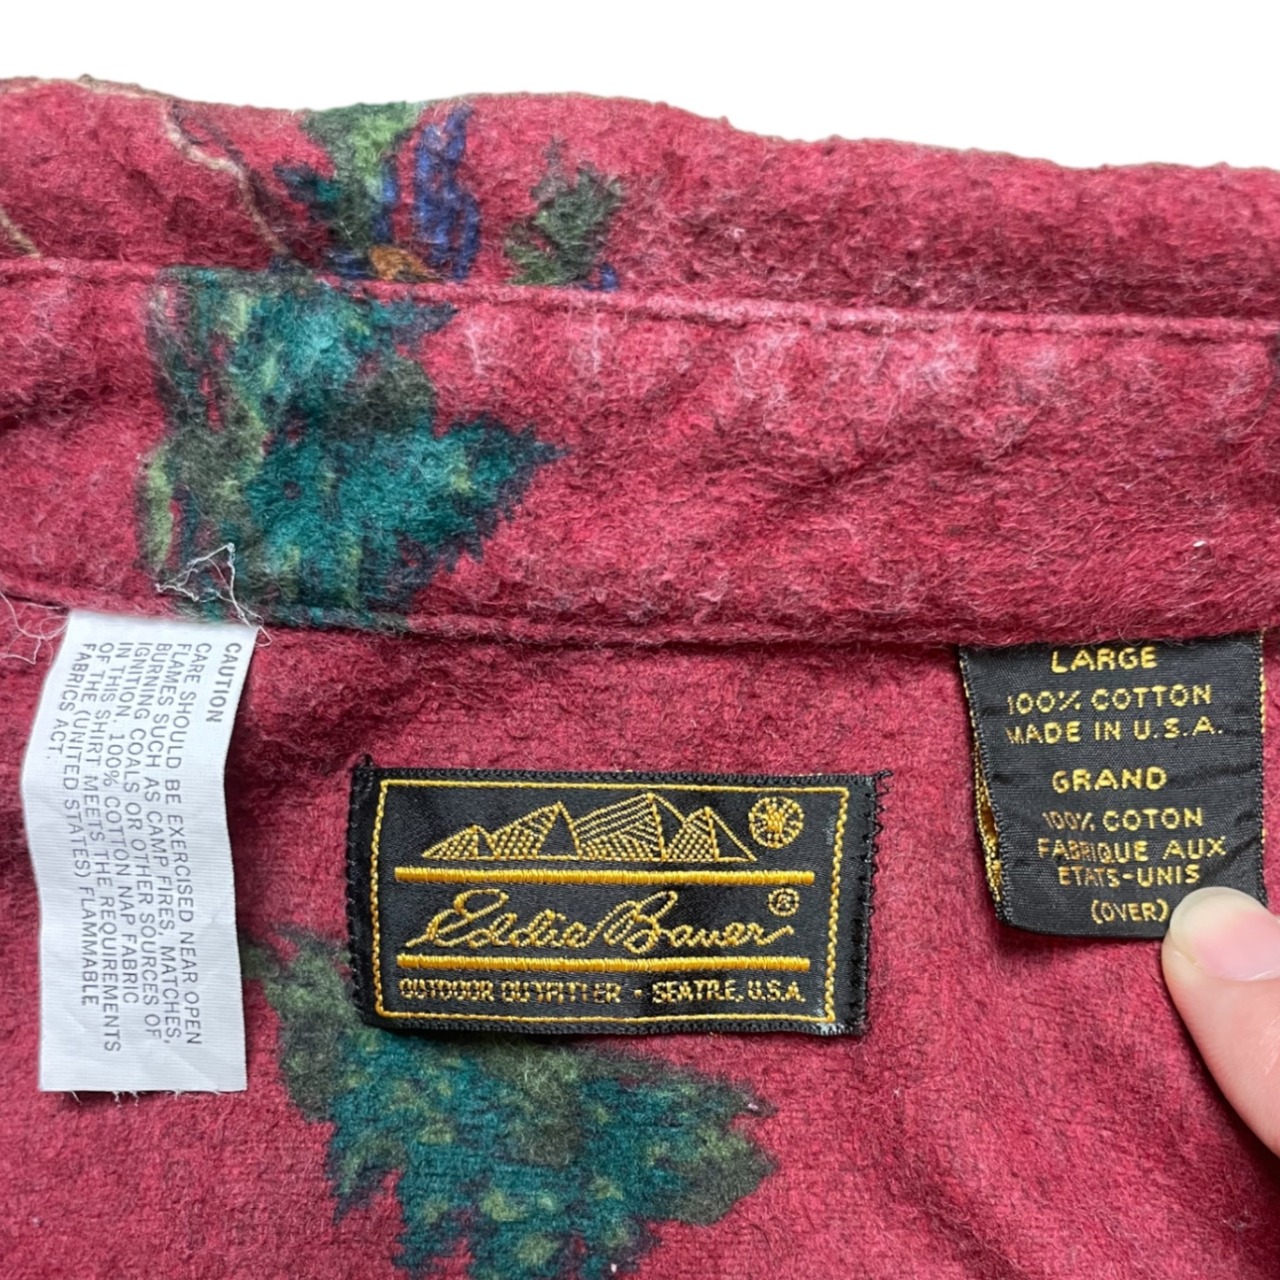 CAUTION
CARE SHOULD BE EXERCISED NEAR OPEN
FLAMES SUCH AS CAMP FIRES, MATCHES,
BURNING COALS OR OTHER SOURCES OF
IGNITION. 100% COTTON NAP FABRIC
IN THIS SHIRT MEETS THE REQUIREMENTS
OF THE (UNITED STATES) FLAMMABLE
FABRICS ACT.
Eddie Bauer®
OUTDOOR OUTFITTER • SEATTLE, U.S.A.
LARGE
100% COTTON
MADE IN U.S.A.
GRAND
100% COTON
FABRIQUE AUX
ETATS-UNIS
(OVER)